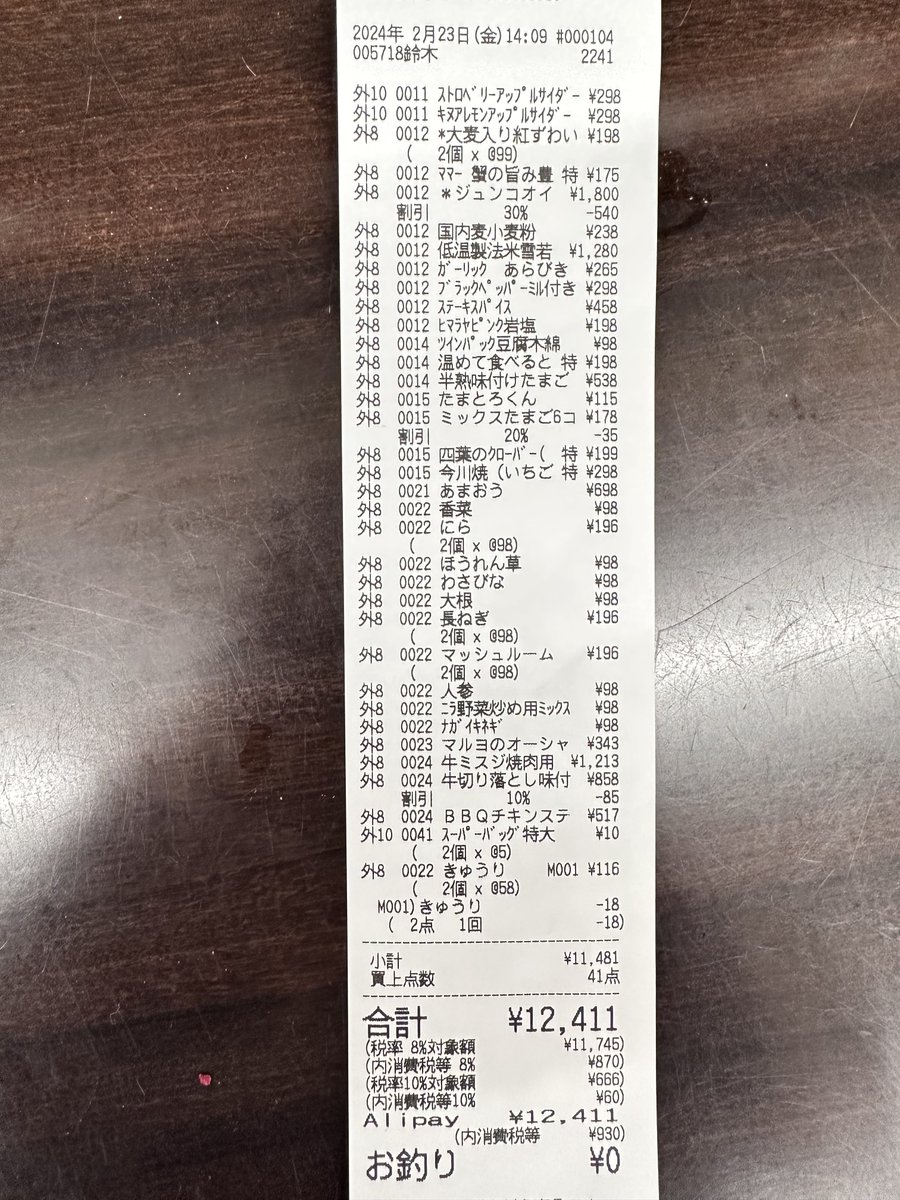 2024年 2月23日(金)14:09 #000104
005718鈴木 2241
外10 0011 ｽﾄﾛﾍﾞﾘｰｱｯﾌﾟﾙｻｲﾀﾞｰ ¥298
外10 0011 ｷﾇｱﾚﾓﾝｱｯﾌﾟﾙｻｲﾀﾞｰ ¥298
外8 0012 *大麦入り紅ずわい ¥198
( 2個 x @99)
外8 0012 ﾏﾏｰ 蟹の旨み豊 特 ¥175
外8 0012 *ジュンコオイ ¥1,800
割引 30% -540
外8 0012 国内麦小麦粉 ¥238
外8 0012 低温製法米雪若 ¥1,280
外8 0012 ｶﾞｰﾘｯｸ あらびき ¥265
外8 0012 ﾌﾞﾗｯｸﾍﾟｯﾊﾟｰﾐﾙ付き ¥298
外8 0012 ｽﾃｰｷｽﾊﾟｲｽ ¥458
外8 0012 ﾋﾏﾗﾔﾋﾟﾝｸ岩塩 ¥198
外8 0014 ﾂｲﾝﾊﾟｯｸ豆腐木綿 ¥98
外8 0014 温めて食べると 特 ¥198
外8 0014 半熟味付けたまご ¥538
外8 0015 たまとろくん ¥115
外8 0015 ミックスたまご6コ ¥178
割引 20% -35
外8 0015 四葉のｸﾛｰﾊﾞｰ( 特 ¥199
外8 0015 今川焼(いちご 特 ¥298
外8 0021 あまおう ¥698
外8 0022 香菜 ¥98
外8 0022 にら ¥196
( 2個 x @98)
外8 0022 ほうれん草 ¥98
外8 0022 わさびな ¥98
外8 0022 大根 ¥98
外8 0022 長ねぎ ¥196
( 2個 x @98)
外8 0022 マッシュルーム ¥196
( 2個 x @98)
外8 0022 人参 ¥98
外8 0022 ﾆﾗ野菜炒め用ﾐｯｸｽ ¥98
外8 0022 ﾅｶﾞｲｷﾈｷﾞ ¥98
外8 0023 マルヨのオーシャ ¥343
外8 0024 牛ミスジ焼肉用 ¥1,213
外8 0024 牛切り落とし味付 ¥858
割引 10% -85
外8 0024 ＢＢＱチキンステ ¥517
外10 0041 ｽｰﾊﾟｰﾊﾞｯｸﾞ特大 ¥10
( 2個 x @5)
外8 0022 きゅうり M001 ¥116
( 2個 x @58)
M001)きゅうり -18
( 2点 1回 -18)
小計 ¥11,481
買上点数 41点
合計 ¥12,411
(税率 8%対象額 ¥11,745)
(内消費税等 8% ¥870)
(税率10%対象額 ¥666)
(内消費税等10% ¥60)
Alipay ¥12,411
(内消費税等 ¥930)
お釣り ¥0